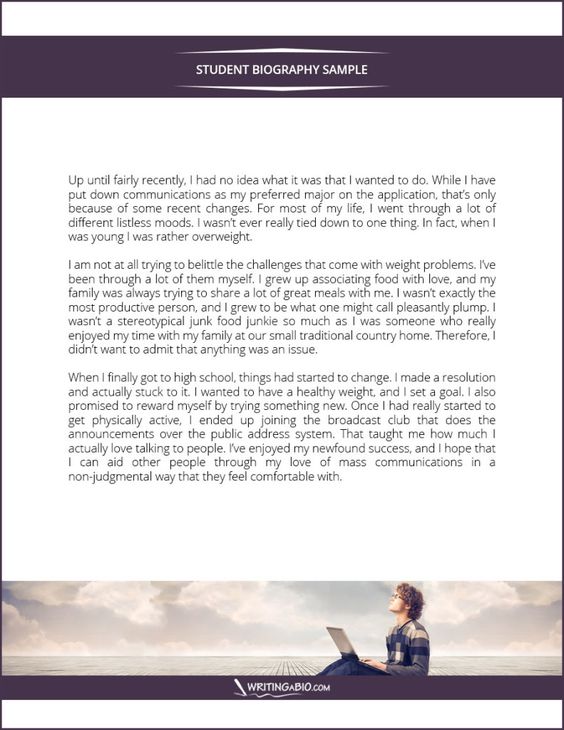 STUDENT BIOGRAPHY SAMPLE
Up until fairly recently, I had no idea what it was that I wanted to do. While I have
put down communications as my preferred major on the application, that's only
because of some recent changes. For most of my life, I went through a lot of
different listless moods. I wasn't ever really tied down to one thing. In fact, when I
was young I was rather overweight.
I am not at all trying to belittle the challenges that come with weight problems. I've
been through a lot of them myself. I grew up associating food with love, and my
family was always trying to share a lot of great meals with me. I wasn't exactly the
most productive person, and I grew to be what one might call pleasantly plump. I
wasn't a stereotypical junk food junkie so much as I was someone who really
enjoyed my time with my family at our small traditional country home. Therefore, I
didn't want to admit that anything was an issue.
When I finally got to high school, things had started to change. I made a resolution
and actually stuck to it. I wanted to have a healthy weight, and I set a goal. I also
promised to reward myself by trying something new. Once I had really started to
get physically active, I ended up joining the broadcast club that does the
announcements over the public address system. That taught me how much I
actually love talking to people. I've enjoyed my newfound success, and I hope that
I can aid other people through my love of mass communications in a
non-judgmental way that they feel comfortable with.
WRITINGABIO.COM